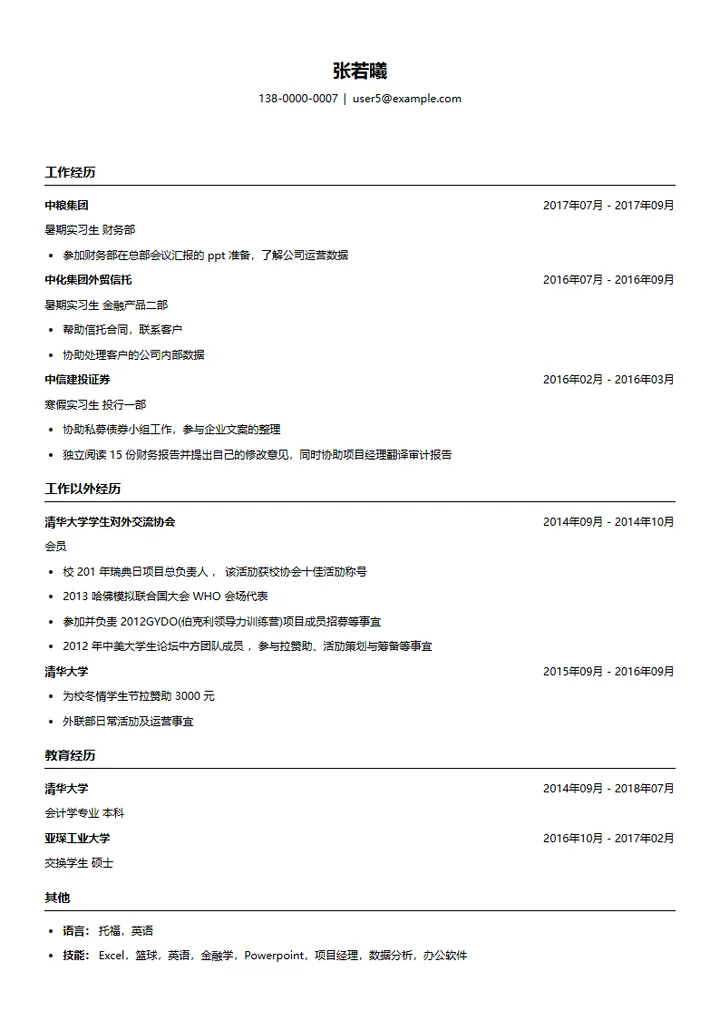 张若曦
138-0000-0007 | user5@example.com
工作经历
中粮集团 2017年07月 - 2017年09月
暑期实习生 财务部
• 参加财务部在总部会议汇报的 ppt 准备，了解公司运营数据
中化集团外贸信托 2016年07月 - 2016年09月
暑期实习生 金融产品二部
• 帮助信托合同，联系客户
• 协助处理客户的公司内部数据
中信建投证券 2016年02月 - 2016年03月
寒假实习生 投行一部
• 协助私募债券小组工作，参与企业文案的整理
• 独立阅读 15 份财务报告并提出自己的修改意见，同时协助项目经理翻译审计报告
工作以外经历
清华大学学生对外交流协会 2014年09月 - 2014年10月
会员
• 校 201 年瑞典日项目总负责人 ， 该活动获校协会十佳活动称号
• 2013 哈佛模拟联合国大会 WHO 会场代表
• 参加并负责 2012GYDO(伯克利领导力训练营)项目成员招募等事宜
• 2012 年中美大学生论坛中方团队成员 ，参与拉赞助、活动策划与筹备等事宜
清华大学 2015年09月 - 2016年09月
• 为校冬情学生节拉赞助 3000 元
• 外联部日常活动及运营事宜
教育经历
清华大学 2014年09月 - 2018年07月
会计学专业 本科
亚琛工业大学 2016年10月 - 2017年02月
交换学生 硕士
其他
• 语言： 托福，英语
• 技能： Excel，篮球，英语，金融学，Powerpoint，项目经理，数据分析，办公软件